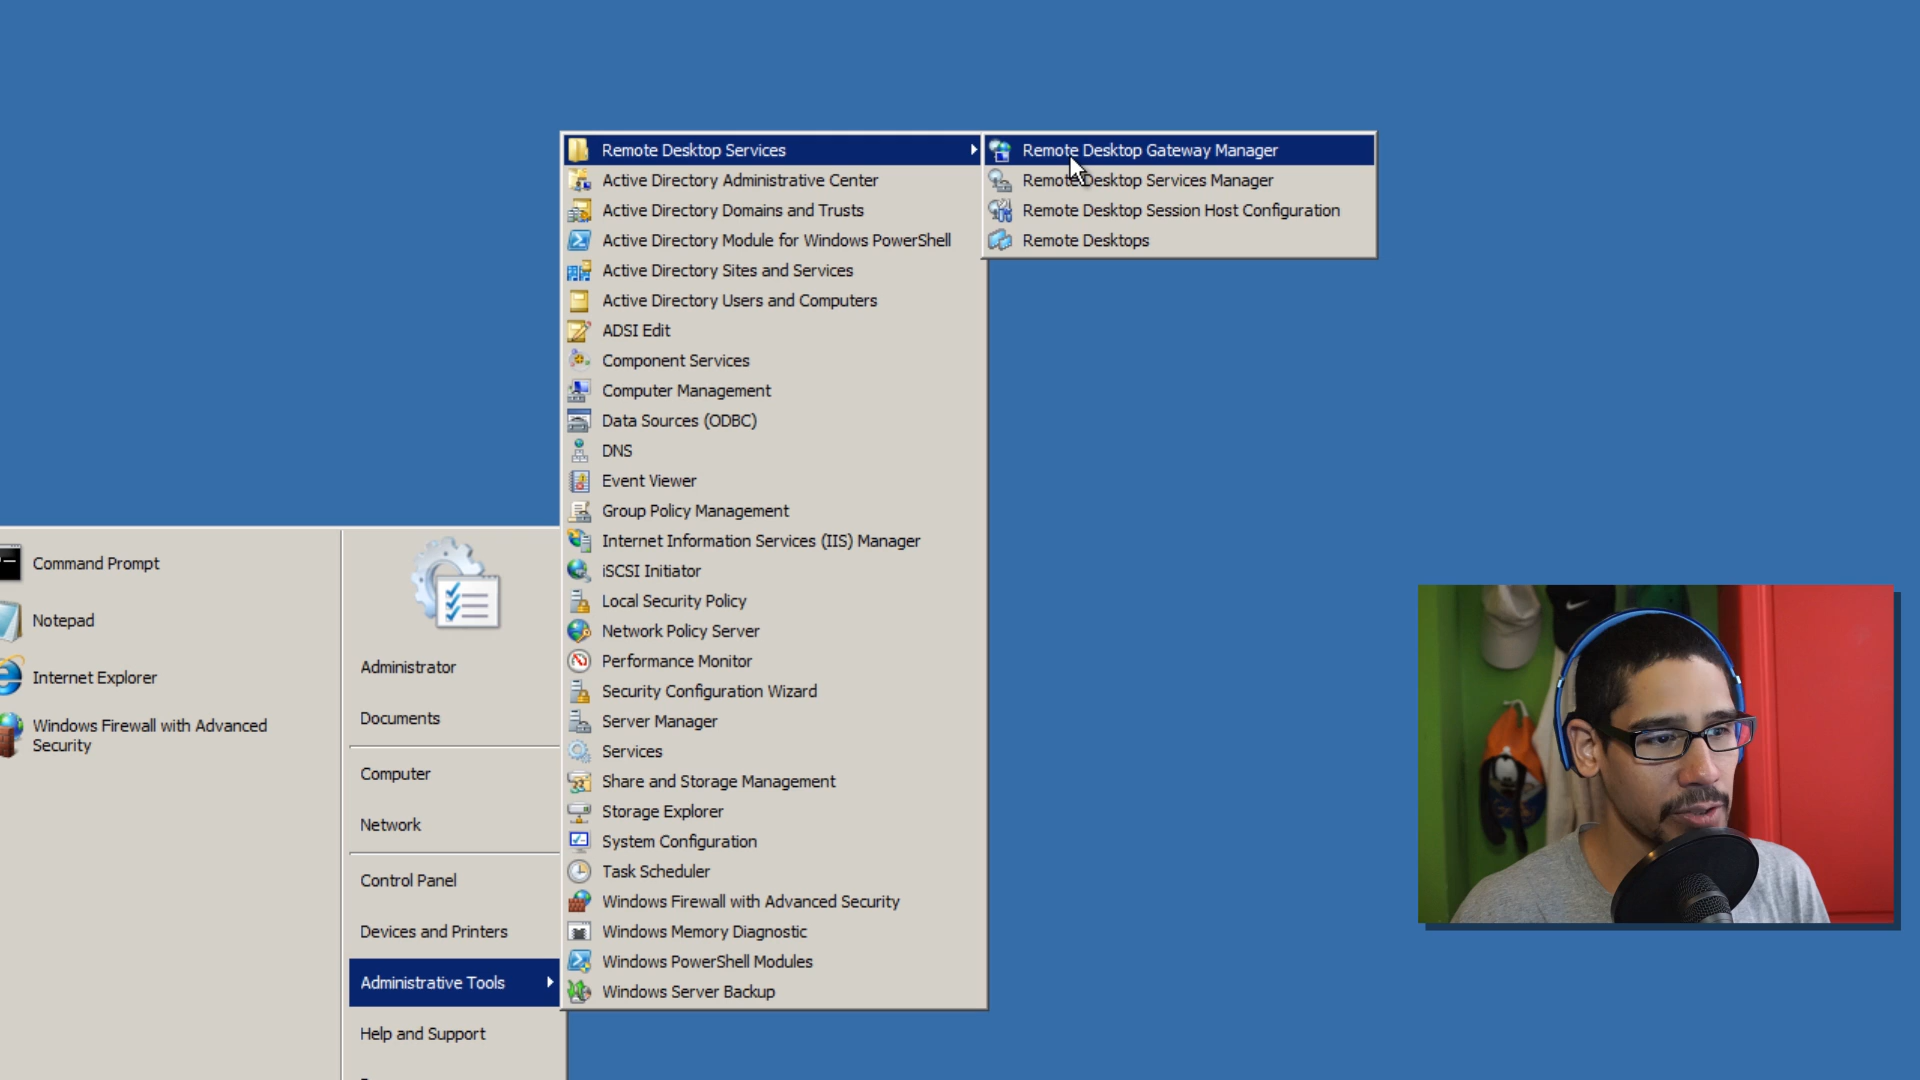 Remote Desktop Services
Active Directory Administrative Center
Active Directory Domains and Trusts
Active Directory Module for Windows PowerShell
Active Directory Sites and Services
Active Directory Users and Computers
ADSI Edit
Component Services
Computer Management
Data Sources (ODBC)
DNS
Event Viewer
Group Policy Management
Internet Information Services (IIS) Manager
iSCSI Initiator
Local Security Policy
Network Policy Server
Performance Monitor
Security Configuration Wizard
Server Manager
Services
Share and Storage Management
Storage Explorer
System Configuration
Task Scheduler
Windows Firewall with Advanced Security
Windows Memory Diagnostic
Windows PowerShell Modules
Windows Server Backup
Remote Desktop Gateway Manager
Remote Desktop Services Manager
Remote Desktop Session Host Configuration
Remote Desktops
Command Prompt
Notepad
Internet Explorer
Windows Firewall with Advanced
Security
Administrator
Documents
Computer
Network
Control Panel
Devices and Printers
Administrative Tools
Help and Support